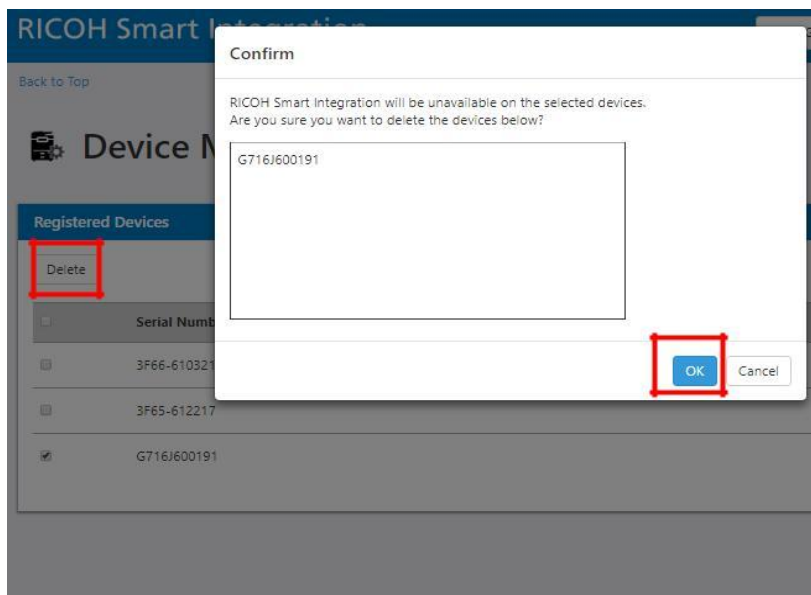 RICOH Smart Integration
Confirm
Back to Top
RICOH Smart Integration will be unavailable on the selected devices.
Are you sure you want to delete the devices below?
Device M
G716J600191
Registered Devices
Delete
Serial Numb
3F66-610321
OK
Cancel
3F65-612217
G716J600191